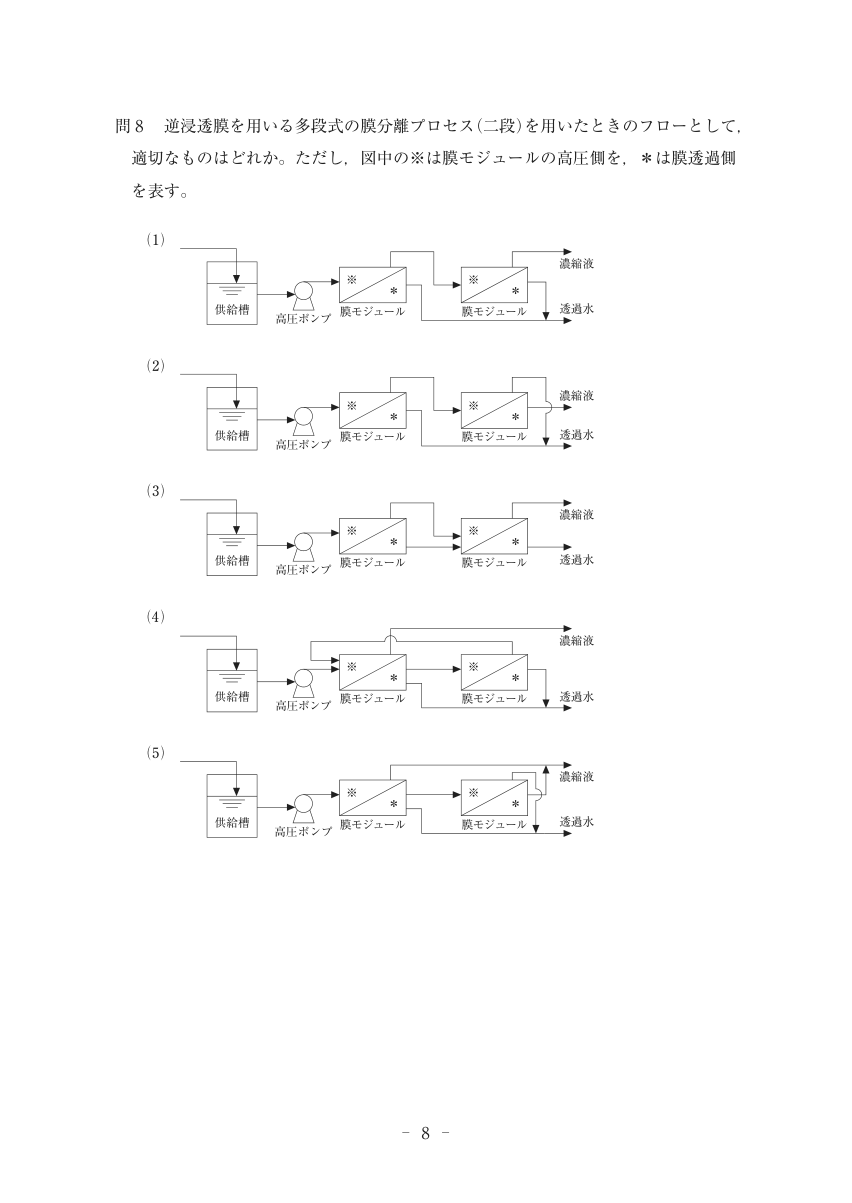 問８　逆浸透膜を用いる多段式の膜分離プロセス(二段)を用いたときのフローとして，
適切なものはどれか。ただし，図中の※は膜モジュールの高圧側を，＊は膜透過側
を表す。
(1)
※
＊
※
＊
濃縮液
供給槽
高圧ポンプ
膜モジュール
膜モジュール
透過水
(2)
※
＊
※
＊
濃縮液
供給槽
高圧ポンプ
膜モジュール
膜モジュール
透過水
(3)
※
＊
※
＊
濃縮液
供給槽
高圧ポンプ
膜モジュール
膜モジュール
透過水
(4)
※
＊
※
＊
濃縮液
供給槽
高圧ポンプ
膜モジュール
膜モジュール
透過水
(5)
※
＊
※
＊
濃縮液
供給槽
高圧ポンプ
膜モジュール
膜モジュール
透過水
－ 8 －